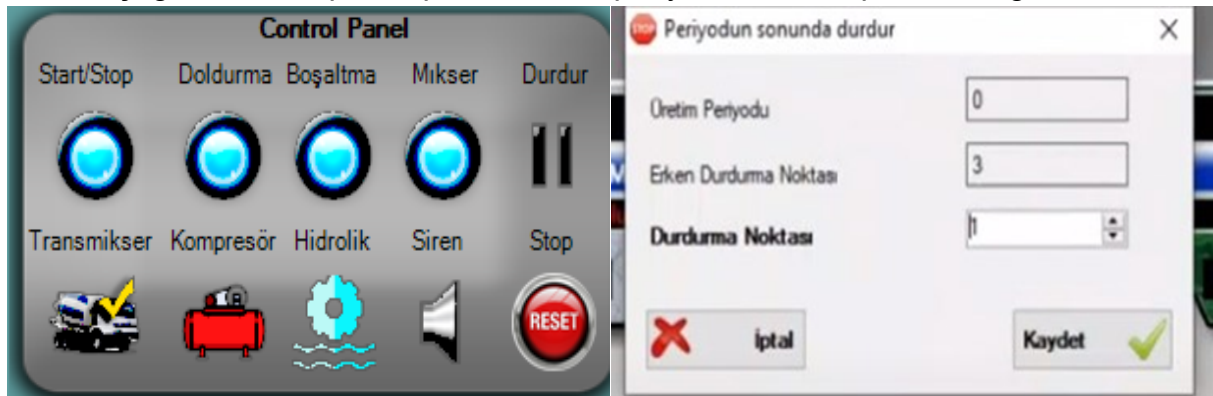 Control Panel
Start/Stop Doldurma Boşaltma Mıkser Durdur
Transmikser Kompresör Hidrolik Siren Stop
RESET
STOP Periyodun sonunda durdur
Üretim Periyodu 0
Erken Durdurma Noktası 3
Durdurma Noktası 1
İptal Kaydet